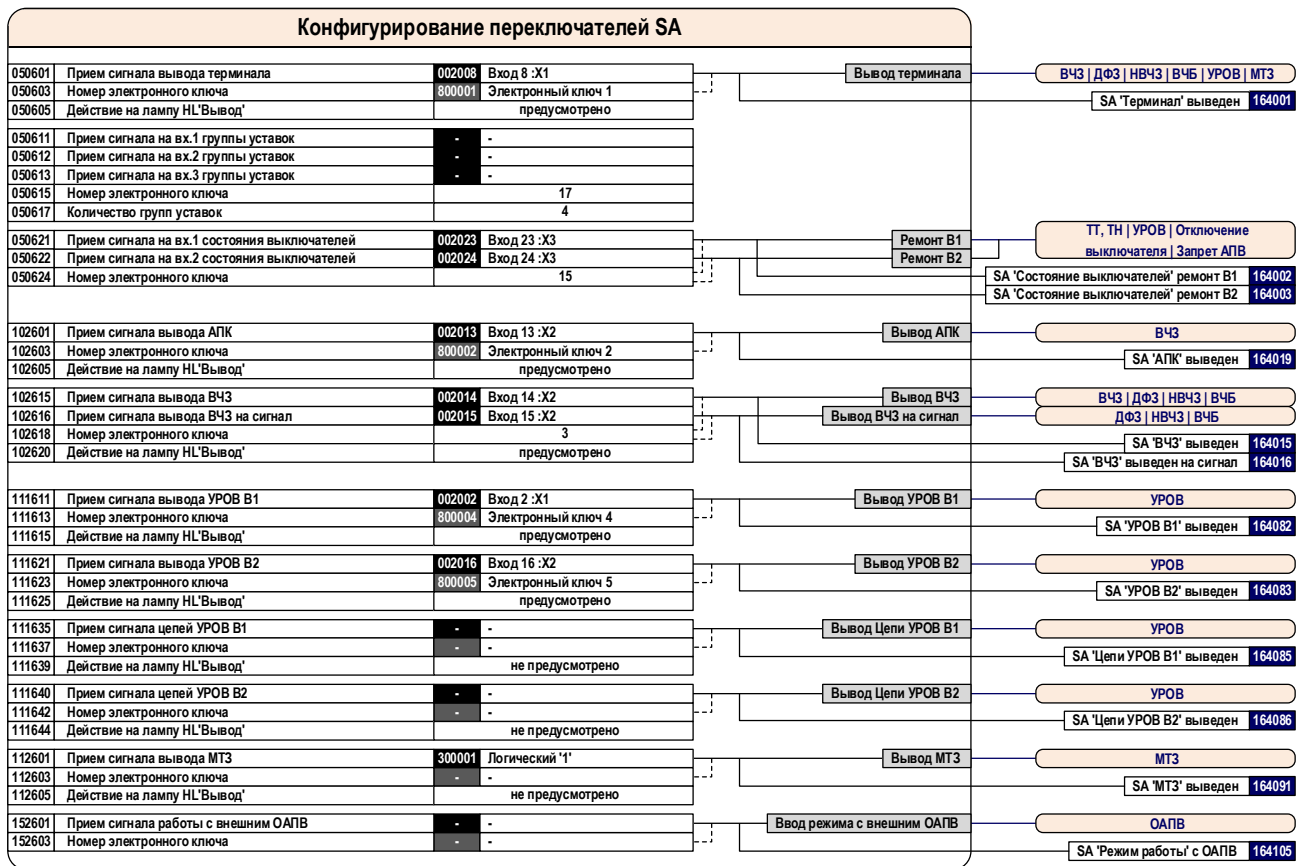 Конфигурирование переключателей SA
050601 Прием сигнала вывода терминала 002008 Вход 8 :X1 Вывод терминала ВЧЗ | ДФЗ | НВЧЗ | ВЧБ | УРОВ | МТЗ
050603 Номер электронного ключа 800001 Электронный ключ 1
050605 Действие на лампу HL'Вывод' предусмотрено SA 'Терминал' выведен 164001
050611 Прием сигнала на вх.1 группы уставок - -
050612 Прием сигнала на вх.2 группы уставок - -
050613 Прием сигнала на вх.3 группы уставок - -
050615 Номер электронного ключа 17
050617 Количество групп уставок 4
ТТ, ТН | УРОВ | Отключение
выключателя | Запрет АПВ
050621 Прием сигнала на вх.1 состояния выключателей 002023 Вход 23 :X3 Ремонт В1
050622 Прием сигнала на вх.2 состояния выключателей 002024 Вход 24 :X3 Ремонт В2
050624 Номер электронного ключа 15 SA 'Состояние выключателей' ремонт В1 164002
SA 'Состояние выключателей' ремонт В2 164003
102601 Прием сигнала вывода АПК 002013 Вход 13 :X2 Вывод АПК ВЧЗ
102603 Номер электронного ключа 800002 Электронный ключ 2
102605 Действие на лампу HL'Вывод' предусмотрено SA 'АПК' выведен 164019
102615 Прием сигнала вывода ВЧЗ 002014 Вход 14 :X2 Вывод ВЧЗ ВЧЗ | ДФЗ | НВЧЗ | ВЧБ
102616 Прием сигнала вывода ВЧЗ на сигнал 002015 Вход 15 :X2 Вывод ВЧЗ на сигнал ДФЗ | НВЧЗ | ВЧБ
102618 Номер электронного ключа 3 SA 'ВЧЗ' выведен 164015
102620 Действие на лампу HL'Вывод' предусмотрено SA 'ВЧЗ' выведен на сигнал 164016
111611 Прием сигнала вывода УРОВ В1 002002 Вход 2 :X1 Вывод УРОВ В1 УРОВ
111613 Номер электронного ключа 800004 Электронный ключ 4
111615 Действие на лампу HL'Вывод' предусмотрено SA 'УРОВ В1' выведен 164082
111621 Прием сигнала вывода УРОВ В2 002016 Вход 16 :X2 Вывод УРОВ В2 УРОВ
111623 Номер электронного ключа 800005 Электронный ключ 5
111625 Действие на лампу HL'Вывод' предусмотрено SA 'УРОВ В2' выведен 164083
111635 Прием сигнала цепей УРОВ В1 - - Вывод Цепи УРОВ В1 УРОВ
111637 Номер электронного ключа - -
111639 Действие на лампу HL'Вывод' не предусмотрено SA 'Цепи УРОВ В1' выведен 164085
111640 Прием сигнала цепей УРОВ В2 - - Вывод Цепи УРОВ В2 УРОВ
111642 Номер электронного ключа - -
111644 Действие на лампу HL'Вывод' не предусмотрено SA 'Цепи УРОВ В2' выведен 164086
112601 Прием сигнала вывода МТЗ 300001 Логический '1' Вывод МТЗ МТЗ
112603 Номер электронного ключа - -
112605 Действие на лампу HL'Вывод' не предусмотрено SA 'МТЗ' выведен 164091
152601 Прием сигнала работы с внешним ОАПВ - - Ввод режима с внешним ОАПВ ОАПВ
152603 Номер электронного ключа - -
SA 'Режим работы' с ОАПВ 164105